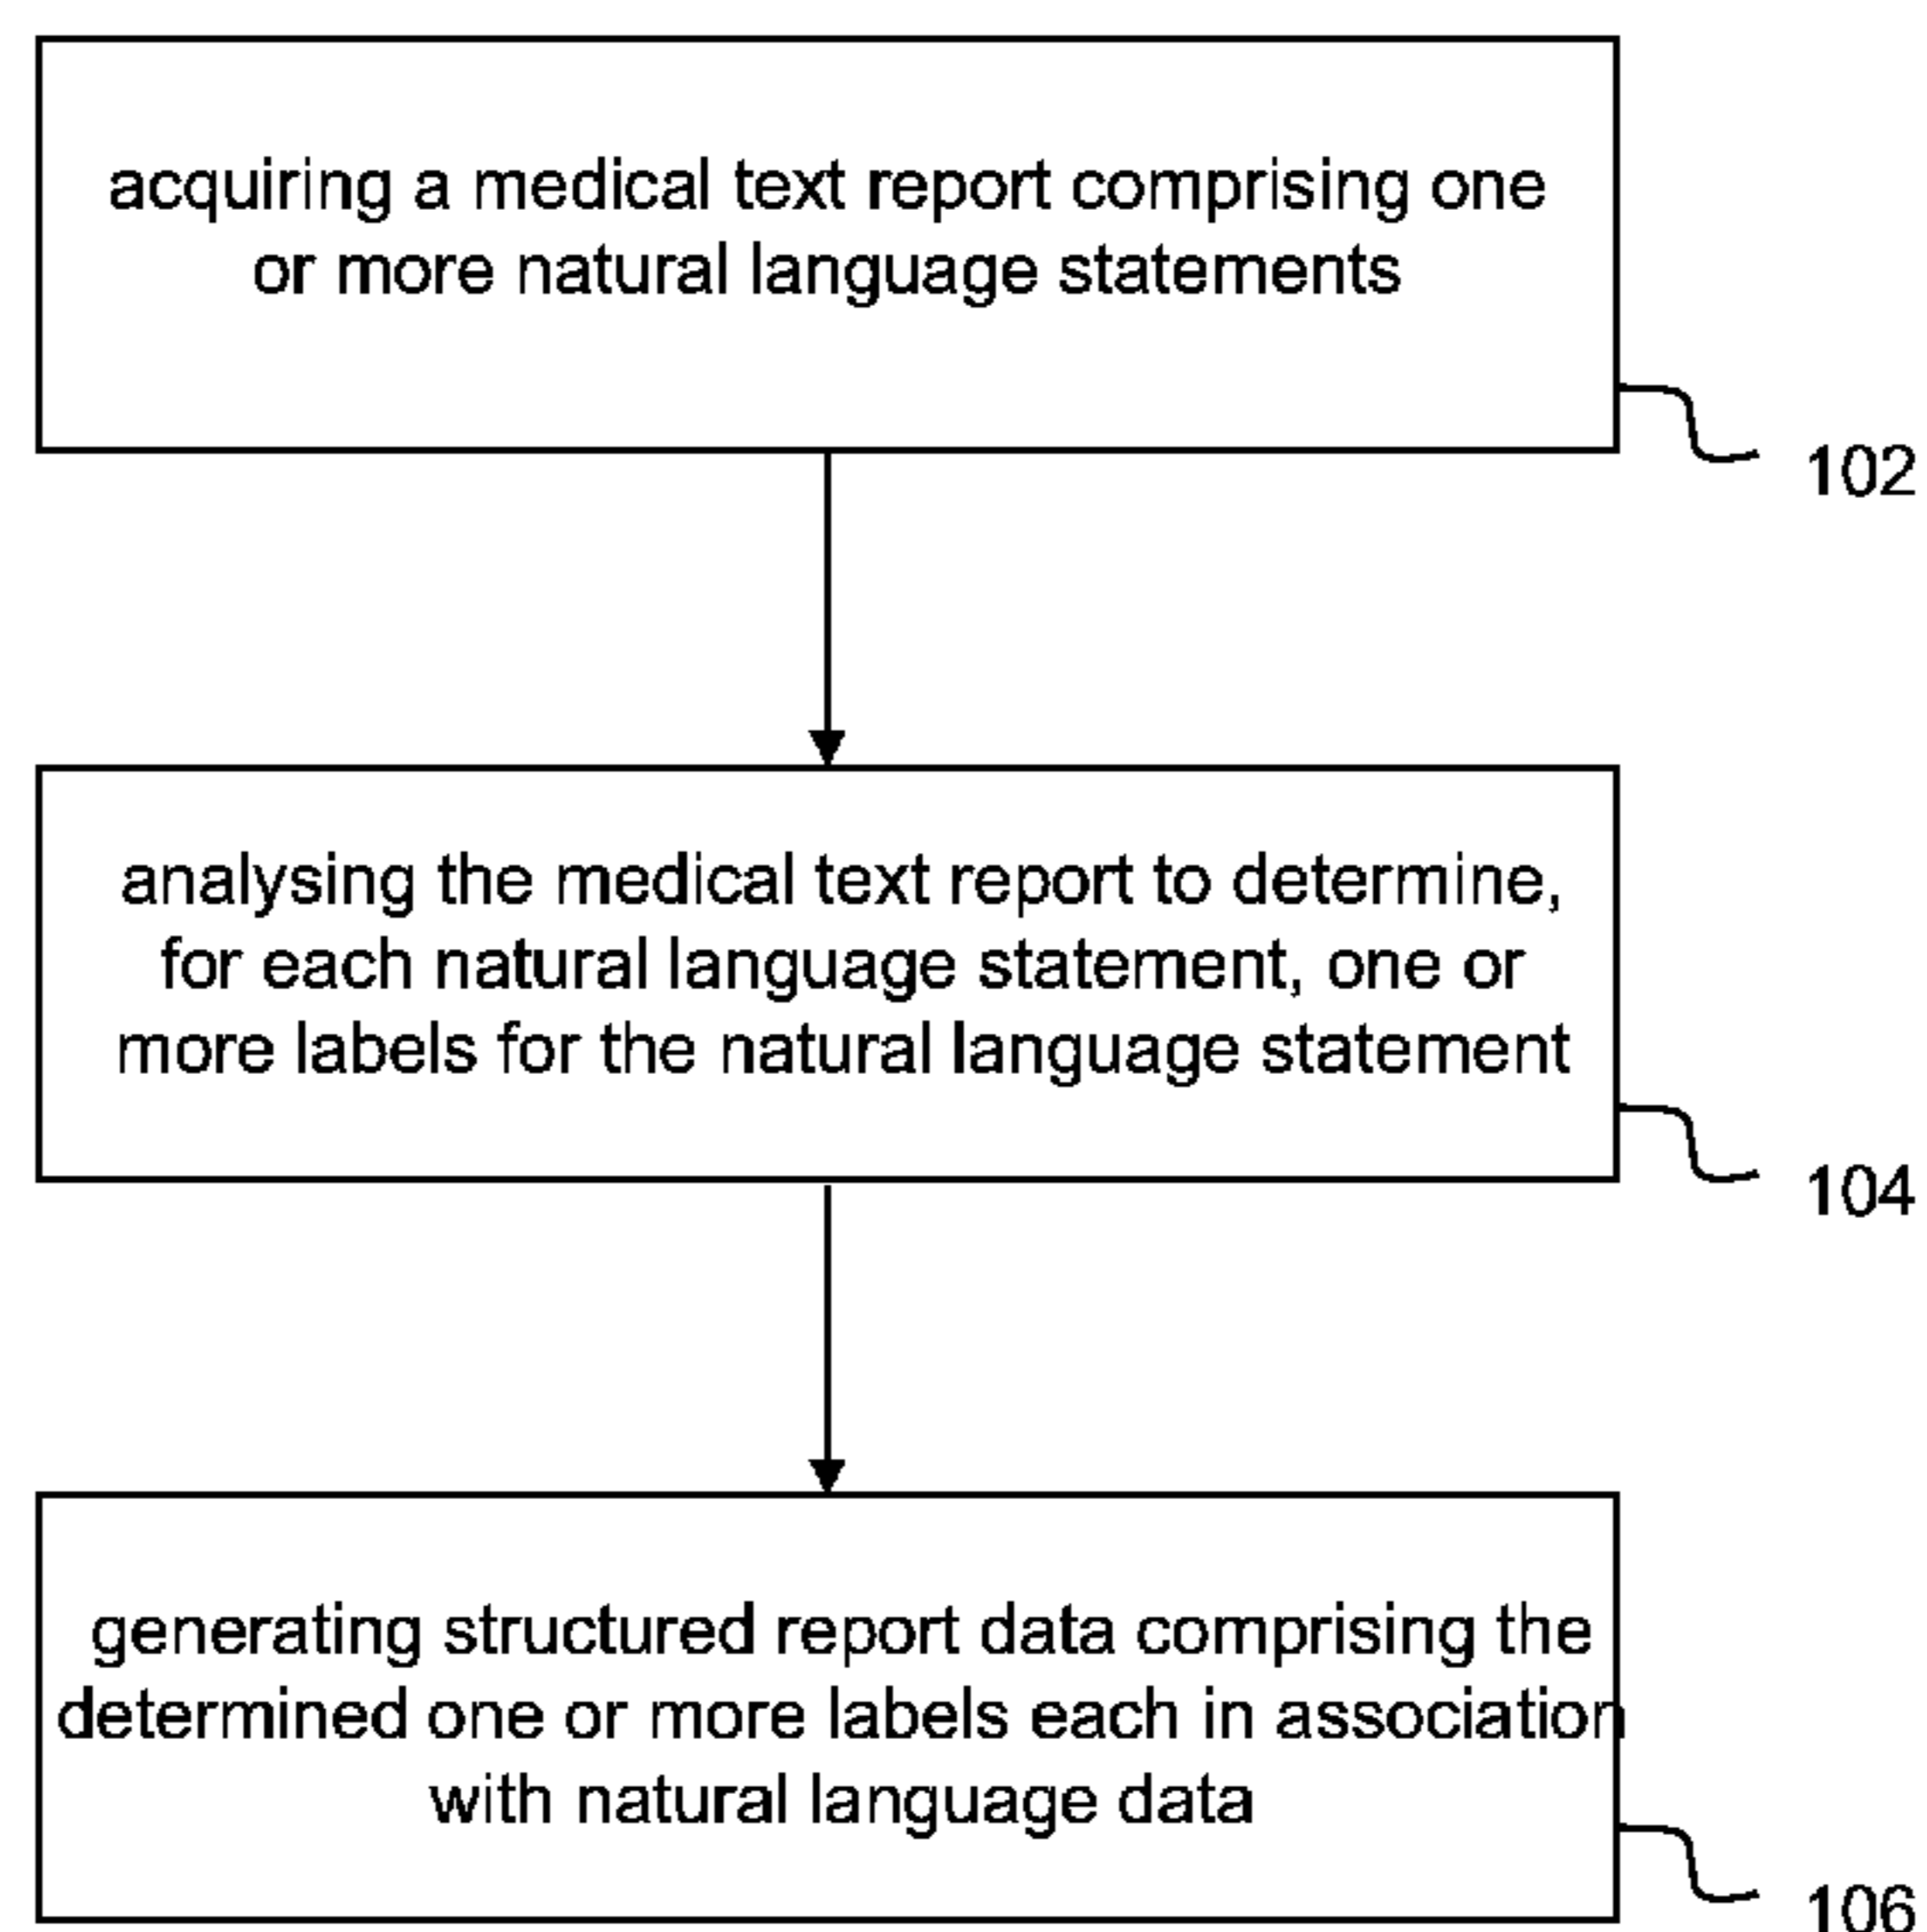 acquiring a medical text report comprising one
or more natural language statements
102
analysing the medical text report to determine,
for each natural language statement, one or
more labels for the natural language statement
104
generating structured report data comprising the
determined one or more labels each in association
with natural language data
106